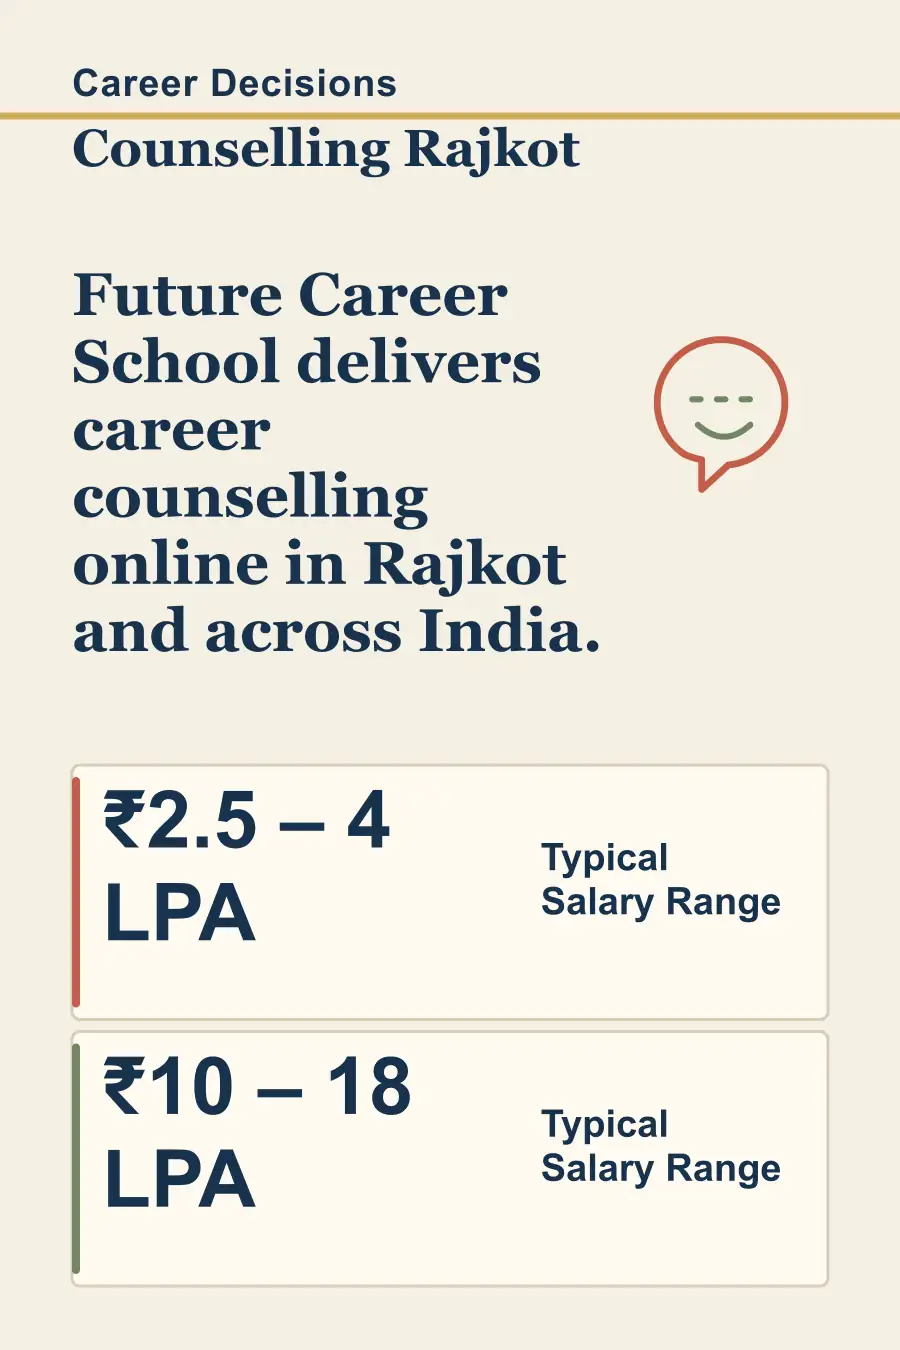 Career Decisions
Counselling Rajkot
Future Career
School delivers
career
counselling
online in Rajkot
and across India.
₹2.5 – 4
LPA
Typical
Salary Range
₹10 – 18
LPA
Typical
Salary Range